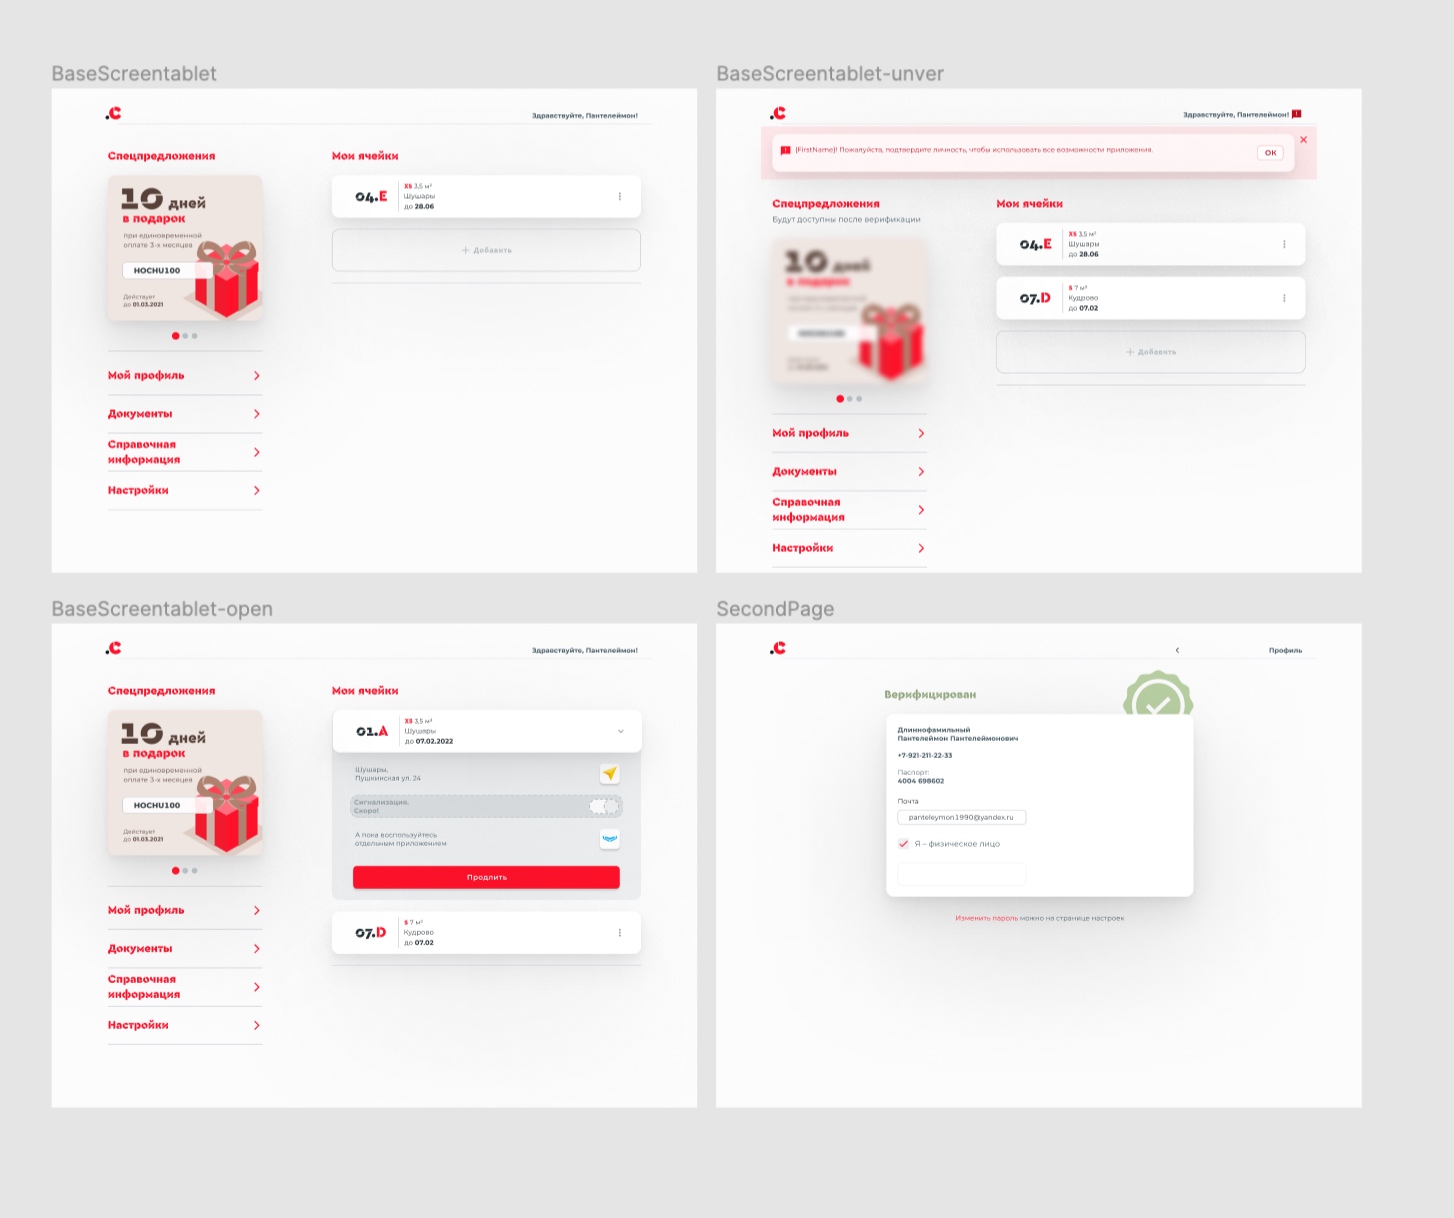 BaseScreentablet
.C
Здравствуйте, Пантелеймон!
Спецпредложения
10 дней
в подарок
при единовременной
оплате 3-х месяцев
HOCHU100
Действует
до 01.03.2021
Мой профиль
Документы
Справочная
информация
Настройки
Мои ячейки
04.E
XS 3,5 м²
Шушары
до 28.06
+ Добавить
BaseScreentablet-unver
.C
Здравствуйте, Пантелеймон!
{FirstName}! Пожалуйста, подтвердите личность, чтобы использовать все возможности приложения.
OK
Спецпредложения
Будут доступны после верификации
10 дней
в подарок
Мой профиль
Документы
Справочная
информация
Настройки
Мои ячейки
04.E
XS 3,5 м²
Шушары
до 28.06
07.D
S 7 м²
Кудрово
до 07.02
+ Добавить
BaseScreentablet-open
.C
Здравствуйте, Пантелеймон!
Спецпредложения
10 дней
в подарок
при единовременной
оплате 3-х месяцев
HOCHU100
Действует
до 01.03.2021
Мой профиль
Документы
Справочная
информация
Настройки
Мои ячейки
01.A
XS 3,5 м²
Шушары
до 07.02.2022
Шушары,
Пушкинская ул. 24
Сигнализация.
Скоро!
А пока воспользуйтесь
отдельным приложением
Продлить
07.D
S 7 м²
Кудрово
до 07.02
SecondPage
.C
Профиль
Верифицирован
Длиннофамильный
Пантелеймон Пантелеймонович
+7-921-211-22-33
Паспорт:
4004 698602
Почта
panteleymon1990@yandex.ru
Я – физическое лицо
Изменить пароль можно на странице настроек